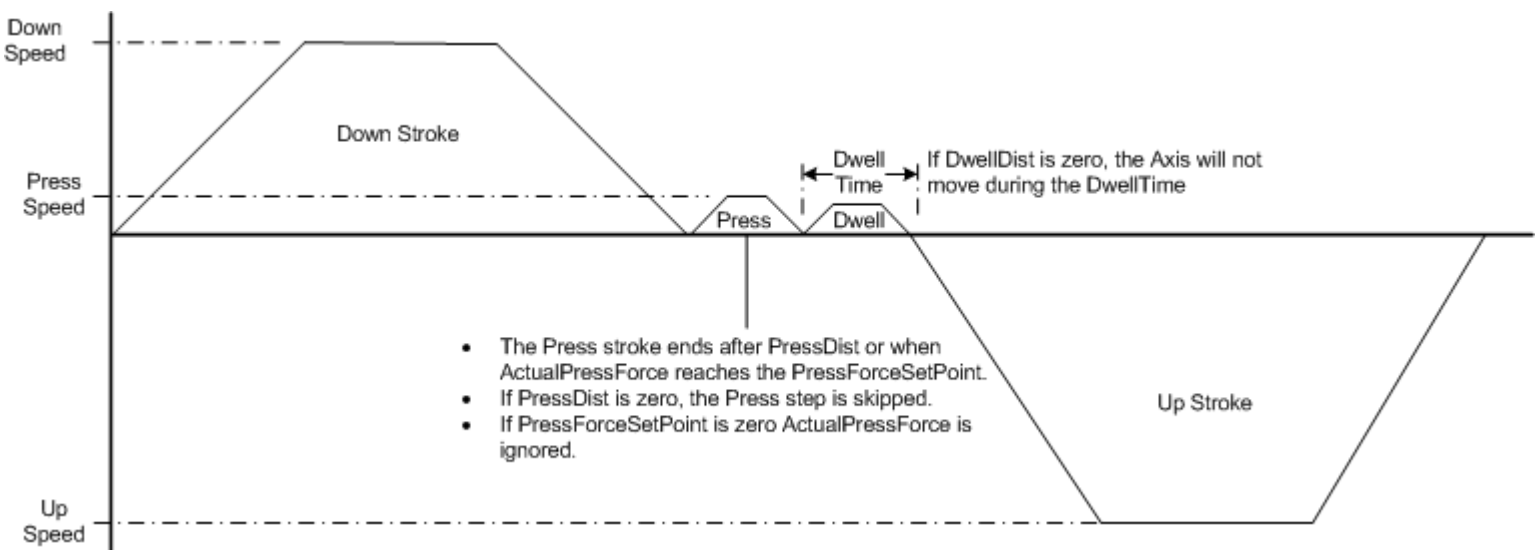 Down
Speed
Down Stroke
Press
Speed
Press
Dwell
Time
Dwell
If DwellDist is zero, the Axis will not
move during the DwellTime
• The Press stroke ends after PressDist or when
ActualPressForce reaches the PressForceSetPoint.
• If PressDist is zero, the Press step is skipped.
• If PressForceSetPoint is zero ActualPressForce is
ignored.
Up Stroke
Up
Speed